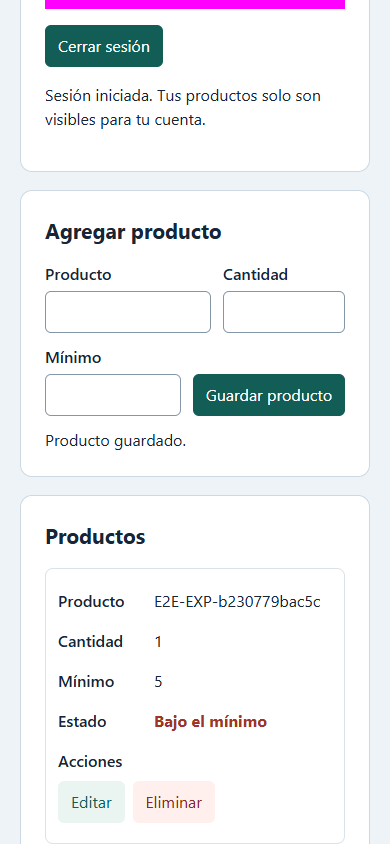 Cerrar sesión
Sesión iniciada. Tus productos solo son
visibles para tu cuenta.
Agregar producto
Producto
Cantidad
Mínimo
Guardar producto
Producto guardado.
Productos
Producto E2E-EXP-b230779bac5c
Cantidad 1
Mínimo 5
Estado Bajo el mínimo
Acciones
Editar Eliminar